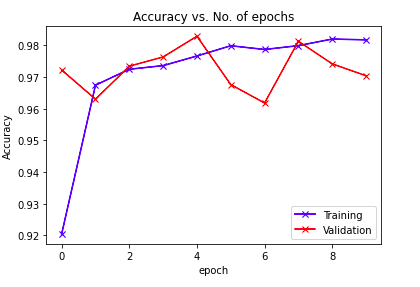 Accuracy vs. No. of epochs
Accuracy
0.98
0.97
0.96
0.95
0.94
0.93
0.92
0
2
4
6
8
epoch
Training
Validation